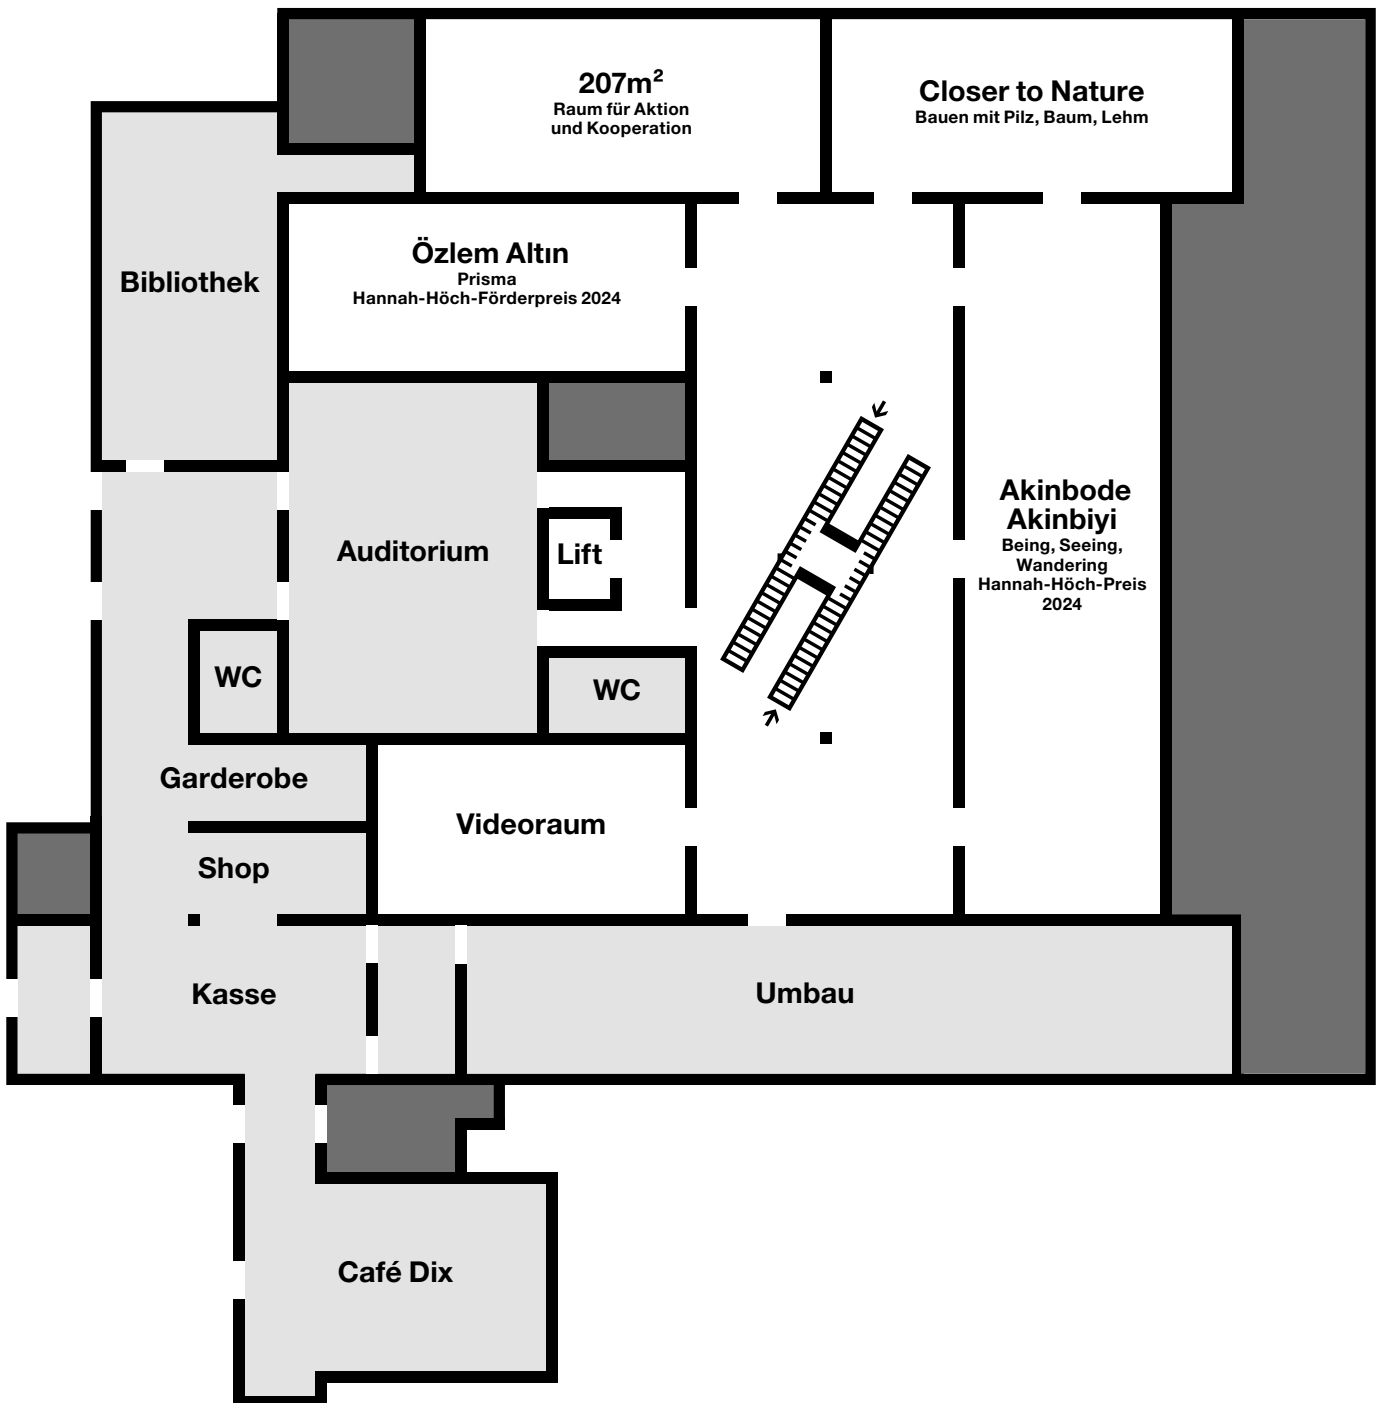 207m²
Raum für Aktion
und Kooperation
Closer to Nature
Bauen mit Pilz, Baum, Lehm
Özlem Altın
Prisma
Hannah-Höch-Förderpreis 2024
Bibliothek
Akinbode
Akinbiyi
Being, Seeing,
Wandering
Hannah-Höch-Preis
2024
Auditorium
Lift
WC
WC
Garderobe
Videoraum
Shop
Kasse
Umbau
Café Dix